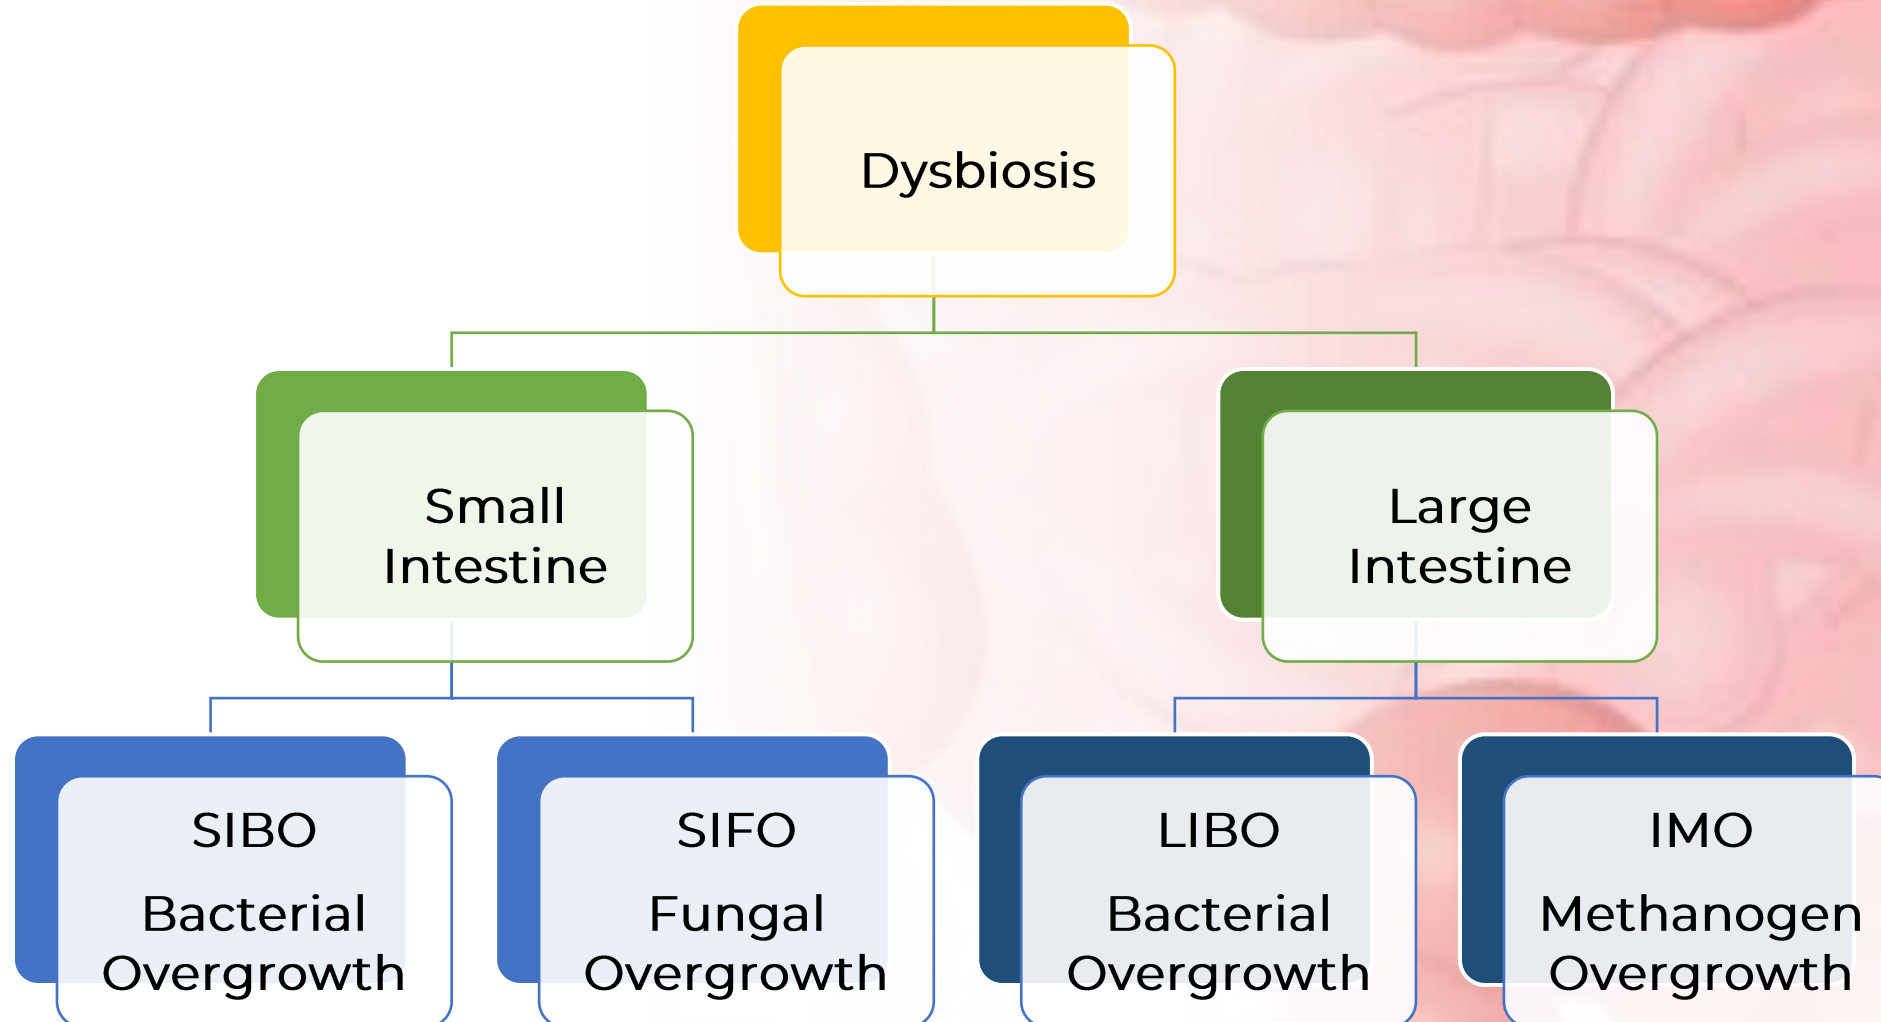 Dysbiosis
Small
Intestine
Large
Intestine
SIBO
Bacterial
Overgrowth
SIFO
Fungal
Overgrowth
LIBO
Bacterial
Overgrowth
IMO
Methanogen
Overgrowth